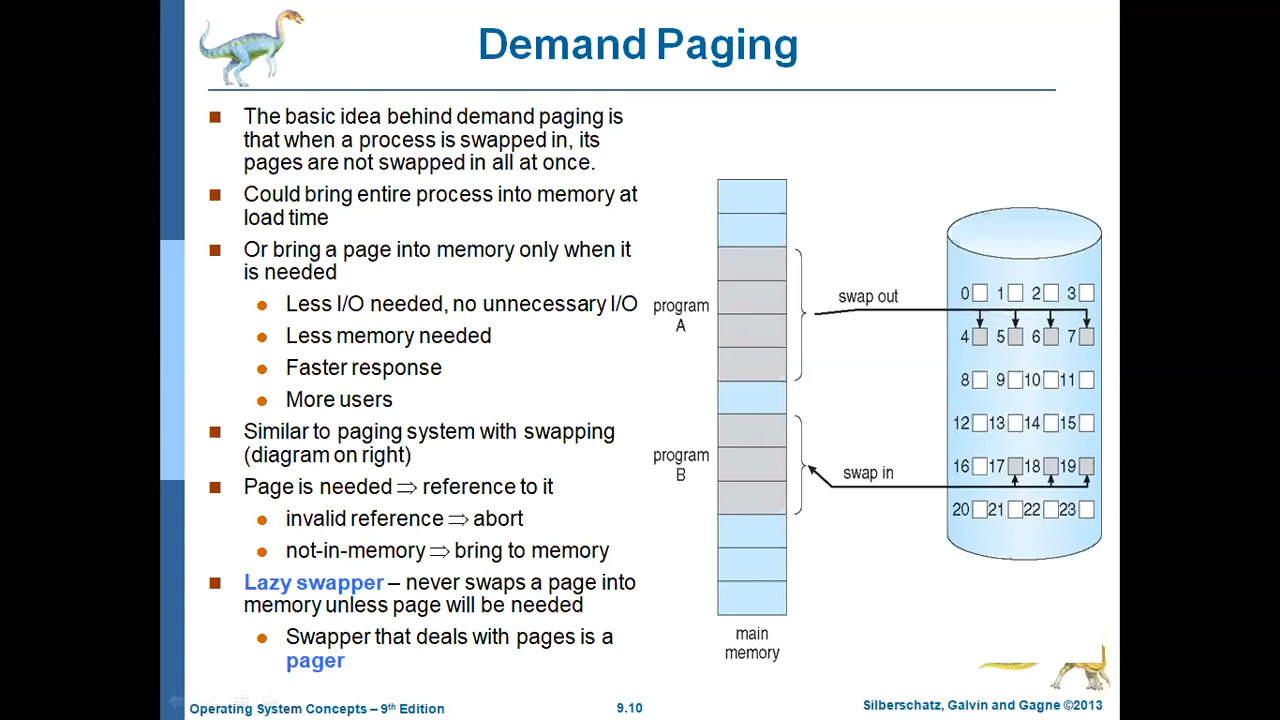 Demand Paging
The basic idea behind demand paging is
that when a process is swapped in, its
pages are not swapped in all at once.
Could bring entire process into memory at
load time
Or bring a page into memory only when it
is needed
Less I/O needed, no unnecessary I/O
Less memory needed
Faster response
More users
Similar to paging system with swapping
(diagram on right)
Page is needed ⇒ reference to it
invalid reference ⇒ abort
not-in-memory ⇒ bring to memory
Lazy swapper – never swaps a page into
memory unless page will be needed
Swapper that deals with pages is a
pager
program
A
program
B
main
memory
swap out
swap in
0 1 2 3
4 5 6 7
8 9 10 11
12 13 14 15
16 17 18 19
20 21 22 23
Operating System Concepts – 9th Edition
9.10
Silberschatz, Galvin and Gagne ©2013